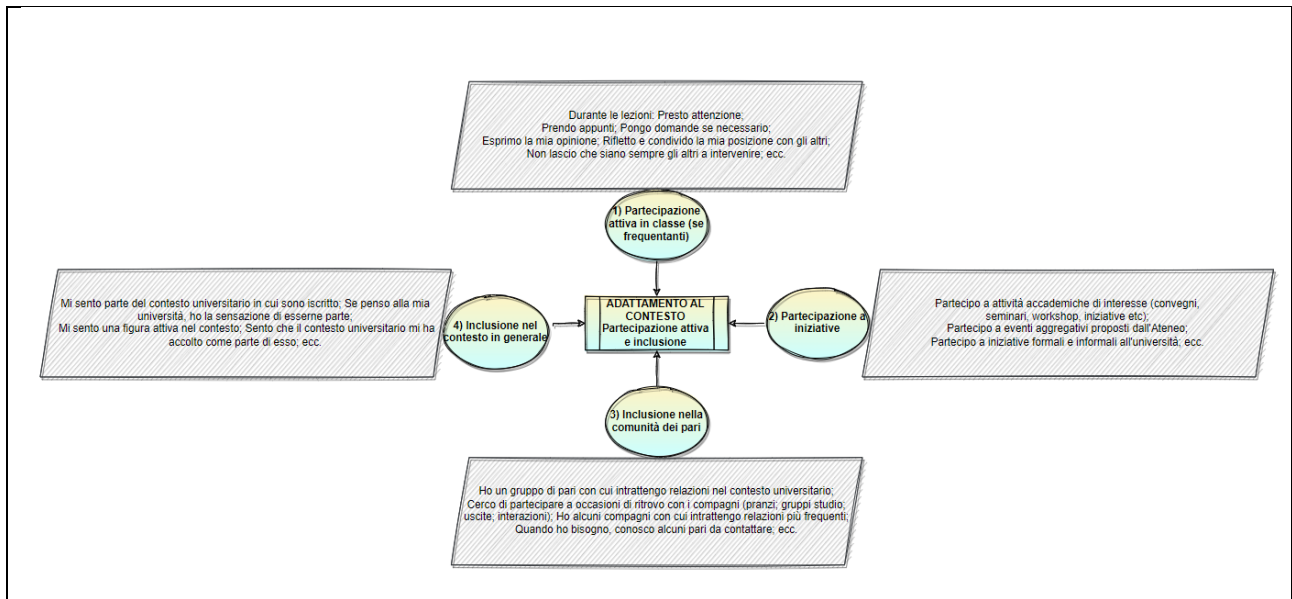 Durante le lezioni: Presto attenzione;
Prendo appunti; Pongo domande se necessario;
Esprimo la mia opinione; Rifletto e condivido la mia posizione con gli altri;
Non lascio che siano sempre gli altri a intervenire; ecc.
1) Partecipazione
attiva in classe (se
frequentanti)
Mi sento parte del contesto universitario in cui sono iscritto; Se penso alla mia
università, ho la sensazione di esserne parte;
Mi sento una figura attiva nel contesto; Sento che il contesto universitario mi ha
accolto come parte di esso; ecc.
4) Inclusione nel
contesto in generale
ADATTAMENTO AL
CONTESTO
Partecipazione attiva
e inclusione
2) Partecipazione a
iniziative
Partecipo a attività accademiche di interesse (convegni,
seminari, workshop, iniziative etc);
Partecipo a eventi aggregativi proposti dall'Ateneo;
Partecipo a iniziative formali e informali all'università; ecc.
3) Inclusione nella
comunità dei pari
Ho un gruppo di pari con cui intrattengo relazioni nel contesto universitario;
Cerco di partecipare a occasioni di ritrovo con i compagni (pranzi; gruppi studio;
uscite; interazioni); Ho alcuni compagni con cui intrattengo relazioni più frequenti;
Quando ho bisogno, conosco alcuni pari da contattare; ecc.